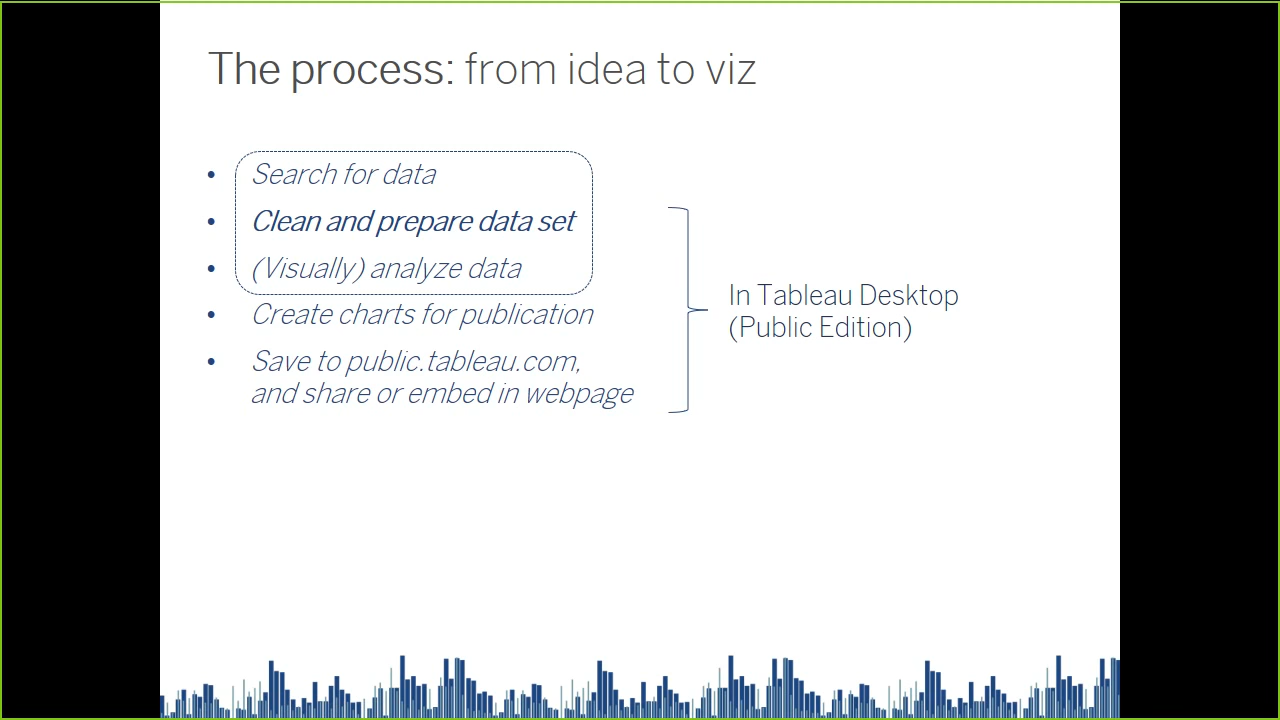 The process: from idea to viz
• Search for data
• Clean and prepare data set
• (Visually) analyze data
• Create charts for publication
• Save to public.tableau.com,
and share or embed in webpage
In Tableau Desktop
(Public Edition)